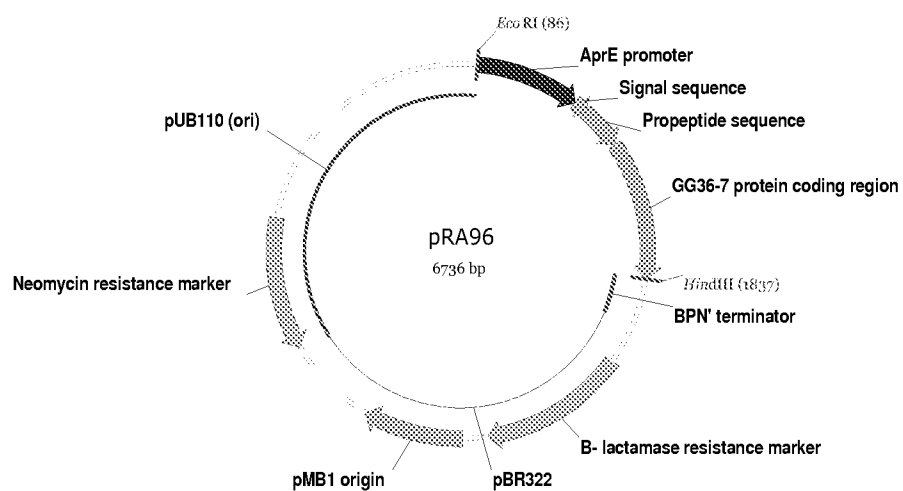 EcoRI (86)
AprE promoter
Signal sequence
Propeptide sequence
pUB110 (ori)
GG36-7 protein coding region
pRA96
6736 bp
Neomycin resistance marker
HindIII (1837)
BPN' terminator
B- lactamase resistance marker
pMB1 origin
pBR322